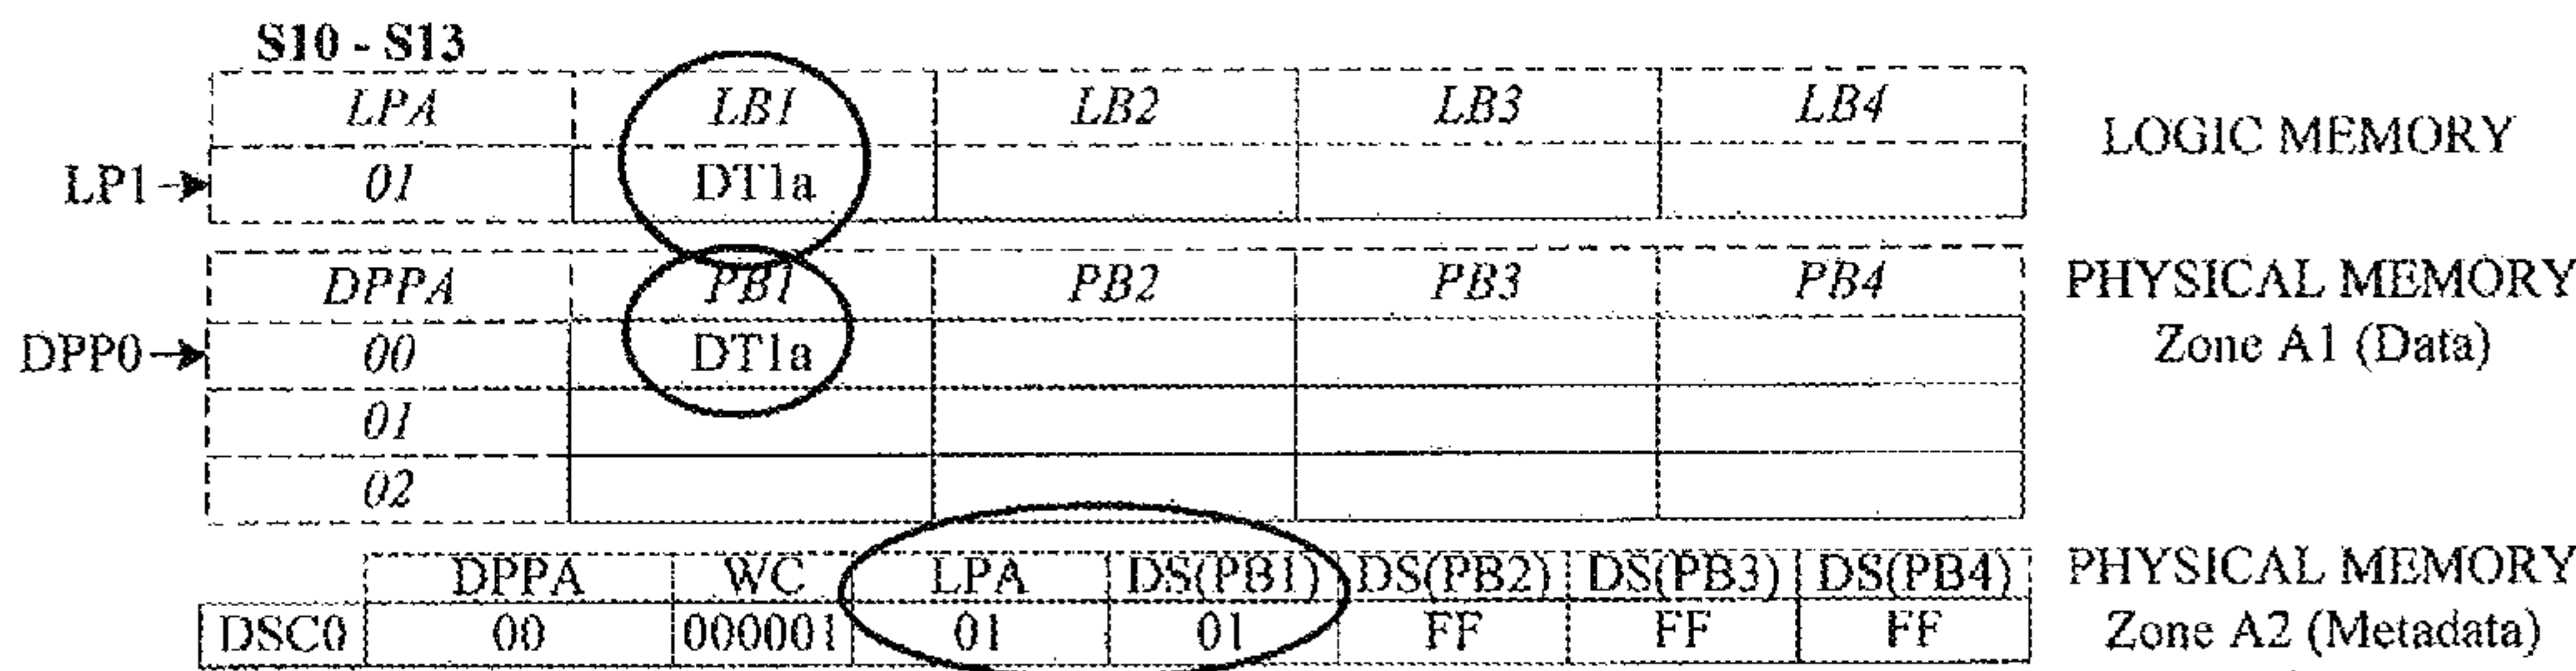 S10 - S13
LPA LB1 LB2 LB3 LB4
LOGIC MEMORY
LP1 01 DT1a
DPPA PB1 PB2 PB3 PB4
PHYSICAL MEMORY
Zone A1 (Data)
DPP0 00 DT1a
01
02
DPPA WC LPA DS(PB1) DS(PB2) DS(PB3) DS(PB4)
PHYSICAL MEMORY
Zone A2 (Metadata)
DSC0 00 000001 01 01 FF FF FF